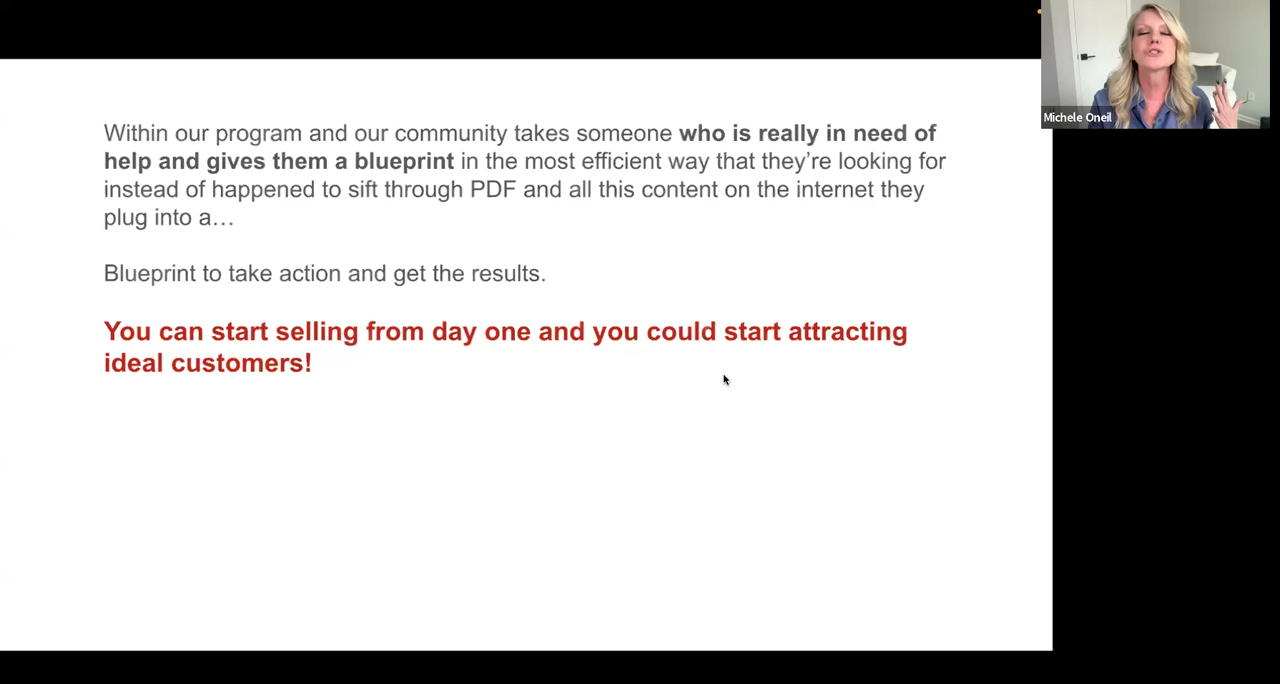 Within our program and our community takes someone who is really in need of
help and gives them a blueprint in the most efficient way that they’re looking for
instead of happened to sift through PDF and all this content on the internet they
plug into a…
Blueprint to take action and get the results.
You can start selling from day one and you could start attracting
ideal customers!
Michele Oneil